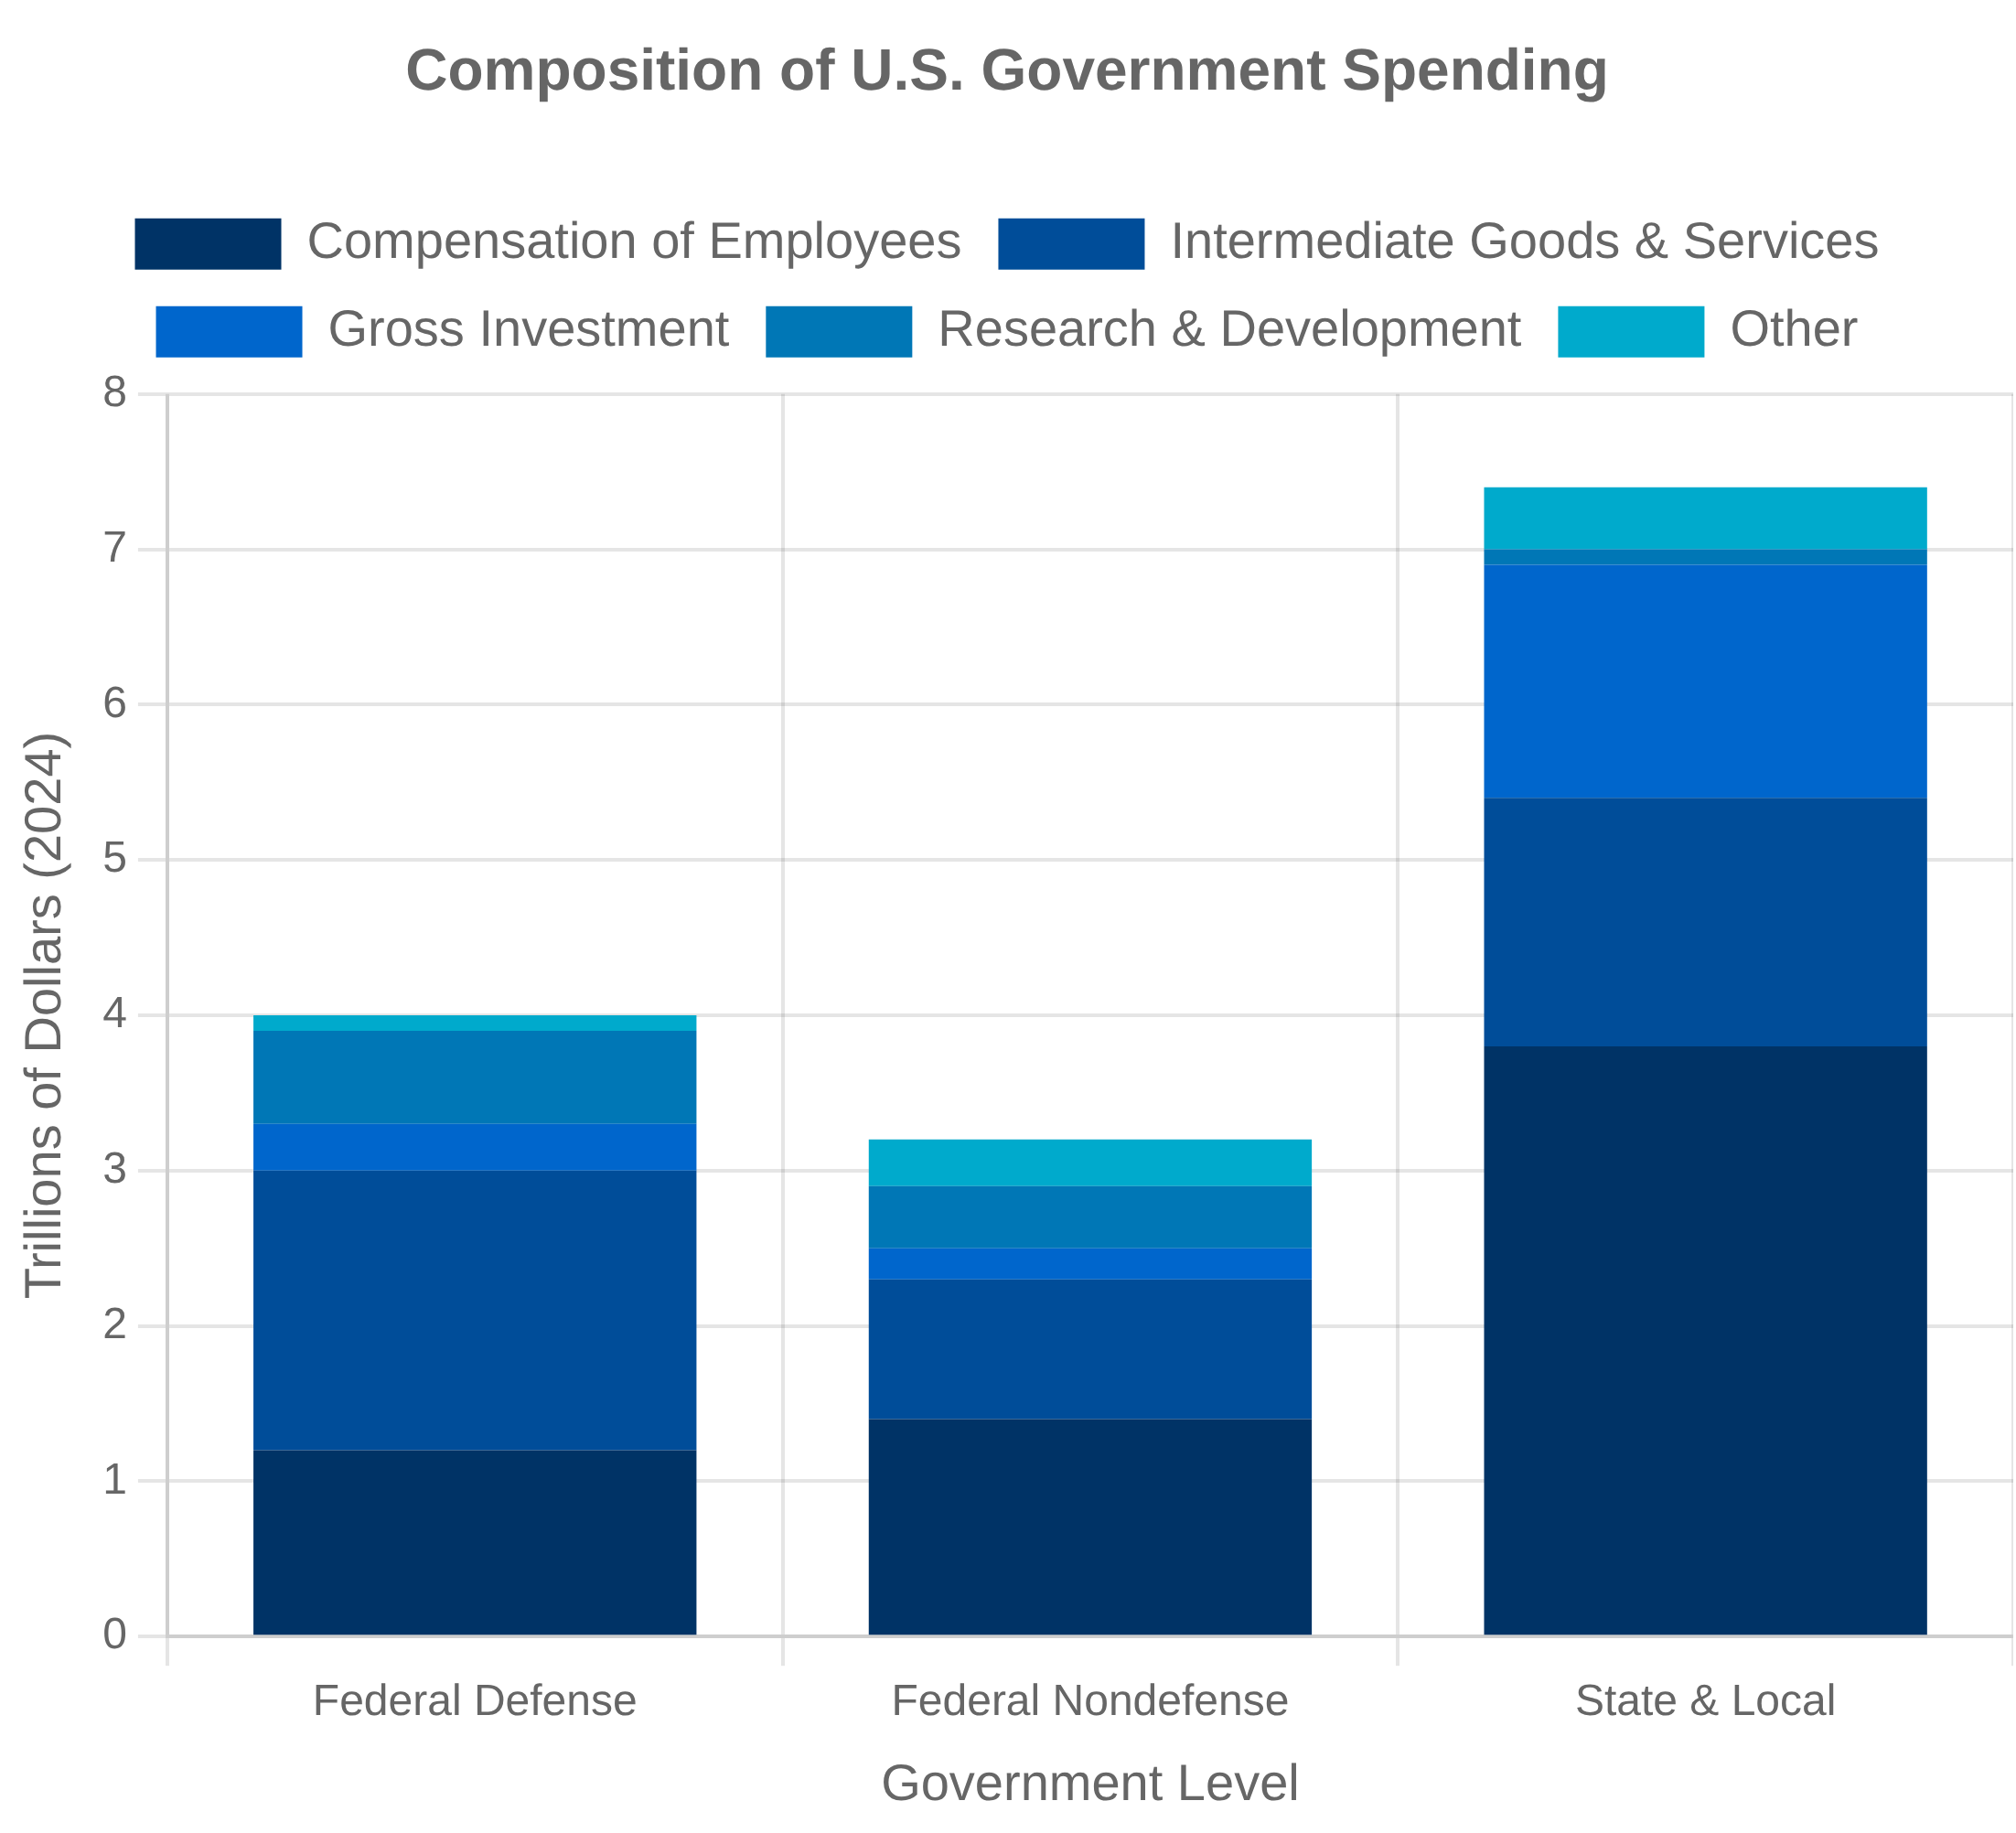 Composition of U.S. Government Spending
Compensation of Employees Intermediate Goods & Services
Gross Investment Research & Development Other
8
7
6
5
4
3
2
1
0
Trillions of Dollars (2024)
Federal Defense Federal Nondefense State & Local
Government Level